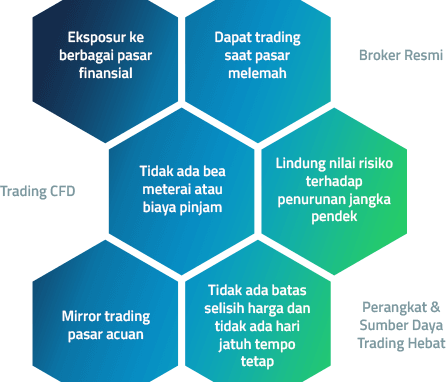 Eksposur ke
berbagai pasar
finansial
Dapat trading
saat pasar
melemah
Broker Resmi
Trading CFD
Tidak ada bea
meterai atau
biaya pinjam
Lindung nilai risiko
terhadap
penurunan jangka
pendek
Mirror trading
pasar acuan
Tidak ada batas
selisih harga dan
tidak ada hari
jatuh tempo
tetap
Perangkat &
Sumber Daya
Trading Hebat